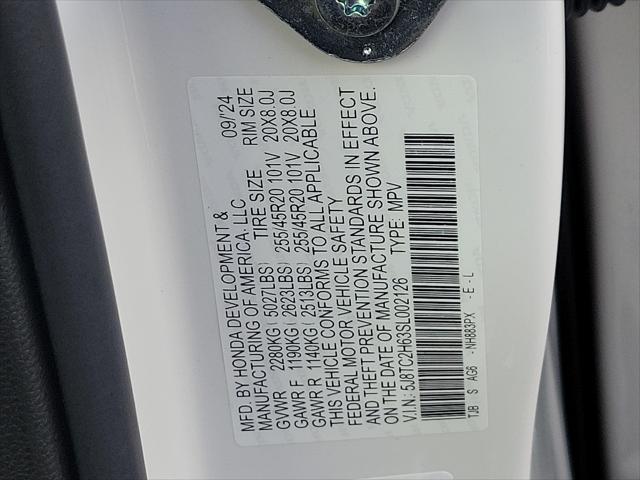 MFD. BY HONDA DEVELOPMENT & 09/'24
MANUFACTURING OF AMERICA, LLC
TIRE SIZE RIM SIZE
GVWR 2280KG(5027LBS)
GAWR F 1190KG(2623LBS) 255/45R20 101V 20X8.0J
GAWR R 1140KG(2513LBS) 255/45R20 101V 20X8.0J
THIS VEHICLE CONFORMS TO ALL APPLICABLE
FEDERAL MOTOR VEHICLE SAFETY
AND THEFT PREVENTION STANDARDS IN EFFECT
ON THE DATE OF MANUFACTURE SHOWN ABOVE.
V.I.N: 5J8TC2H63SL002126 TYPE: MPV
TJB S AG6 -NH883PX -E-L